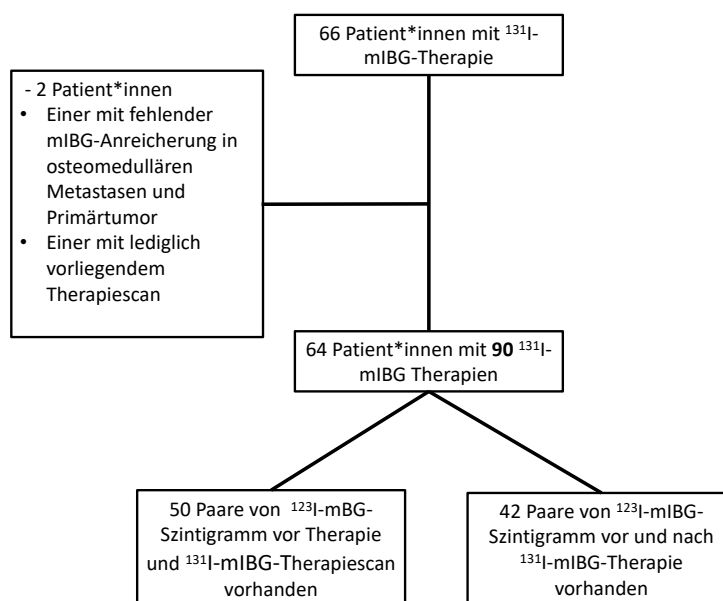 66 Patient*innen mit ¹³¹I-
mIBG-Therapie
- 2 Patient*innen
• Einer mit fehlender
mIBG-Anreicherung in
osteomedullären
Metastasen und
Primärtumor
• Einer mit lediglich
vorliegendem
Therapiescan
64 Patient*innen mit 90 ¹³¹I-
mIBG Therapien
50 Paare von ¹²³I-mBG-
Szintigramm vor Therapie
und ¹³¹I-mIBG-Therapiescan
vorhanden
42 Paare von ¹²³I-mIBG-
Szintigramm vor und nach
¹³¹I-mIBG-Therapie
vorhanden